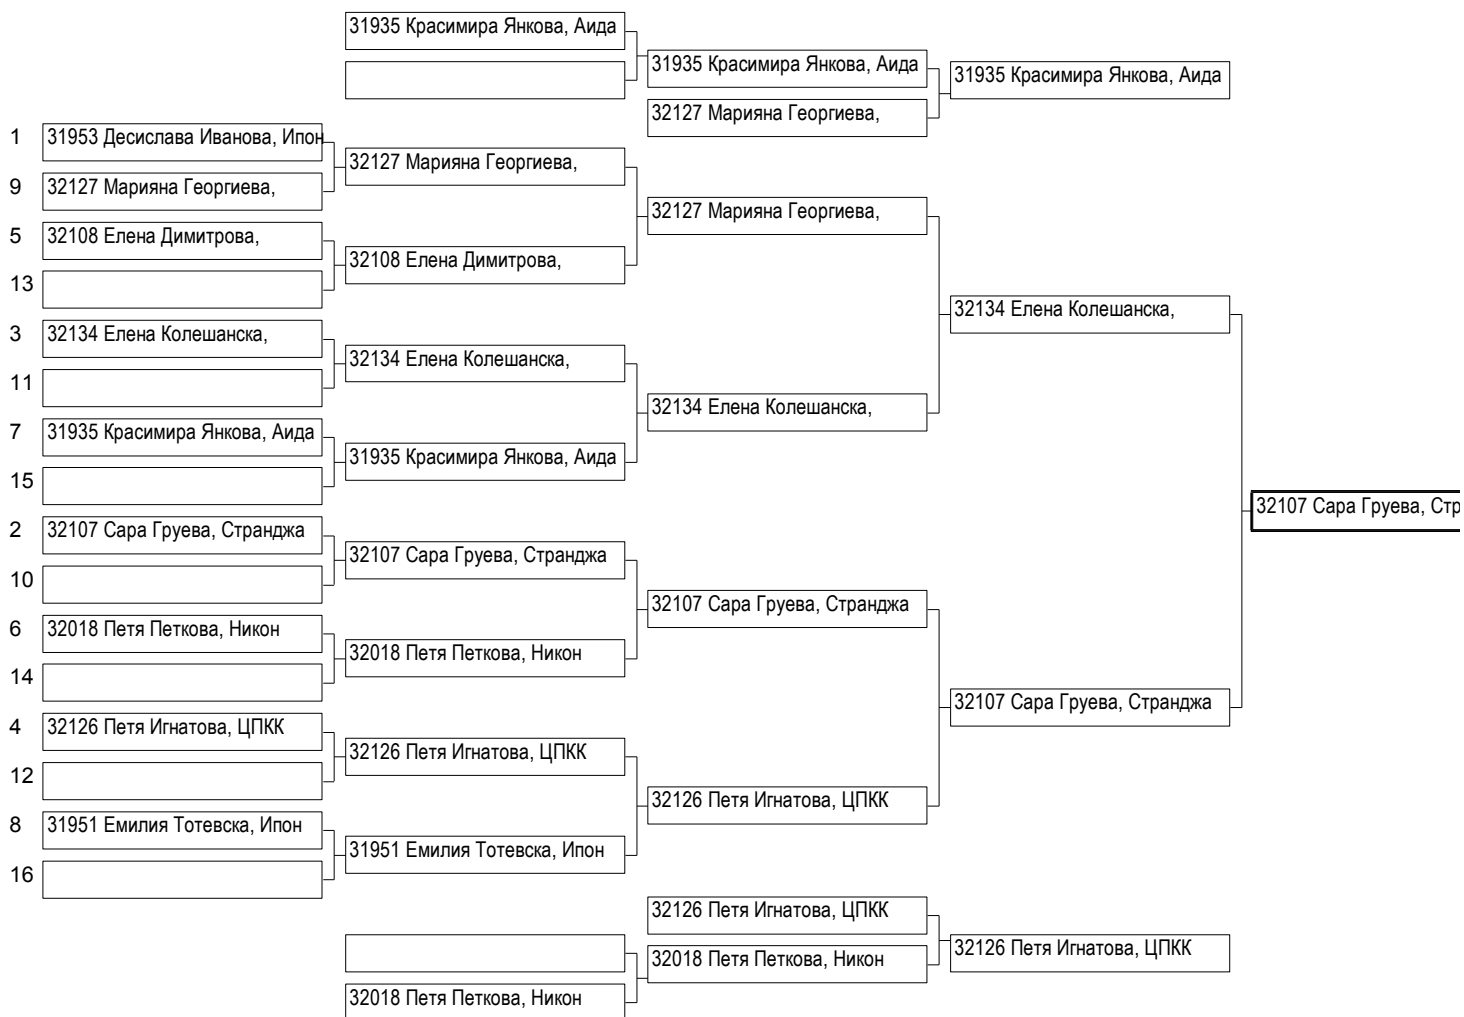 31935 Красимира Янкова, Аида
31935 Красимира Янкова, Аида
31935 Красимира Янкова, Аида
32127 Марияна Георгиева,
1 31953 Десислава Иванова, Ипон
32127 Марияна Георгиева,
9 32127 Марияна Георгиева,
32127 Марияна Георгиева,
5 32108 Елена Димитрова,
32108 Елена Димитрова,
13
32134 Елена Колешанска,
3 32134 Елена Колешанска,
32134 Елена Колешанска,
11
32134 Елена Колешанска,
7 31935 Красимира Янкова, Аида
31935 Красимира Янкова, Аида
15
32107 Сара Груева, Стр
2 32107 Сара Груева, Странджа
32107 Сара Груева, Странджа
10
32107 Сара Груева, Странджа
6 32018 Петя Петкова, Никон
32018 Петя Петкова, Никон
14
32107 Сара Груева, Странджа
4 32126 Петя Игнатова, ЦПКК
32126 Петя Игнатова, ЦПКК
12
32126 Петя Игнатова, ЦПКК
8 31951 Емилия Тотевска, Ипон
31951 Емилия Тотевска, Ипон
16
32126 Петя Игнатова, ЦПКК
32126 Петя Игнатова, ЦПКК
32018 Петя Петкова, Никон
32018 Петя Петкова, Никон